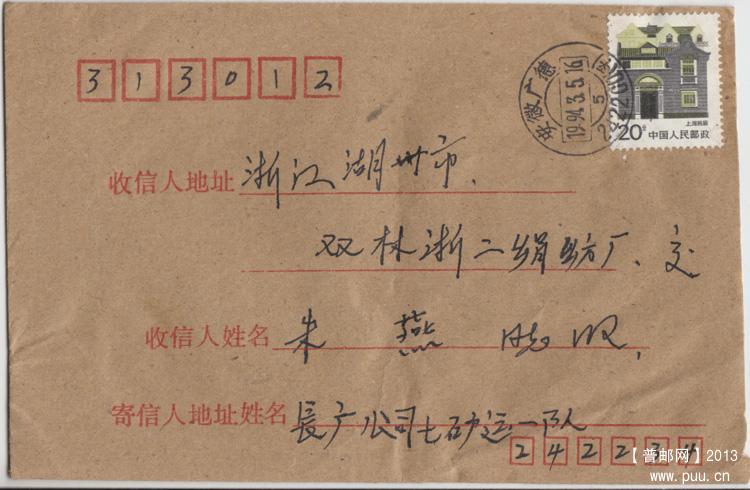 313012
安徽广德
1994.3.5.16
5
上海民居
20分 中国人民邮政
收信人地址 浙江湖州市、
双林浙二绢纺厂、交
收信人姓名 朱 燕 收,
寄信人地址姓名 長广公司七矿运一队
242234
【普邮网】2013
www.puu.cn